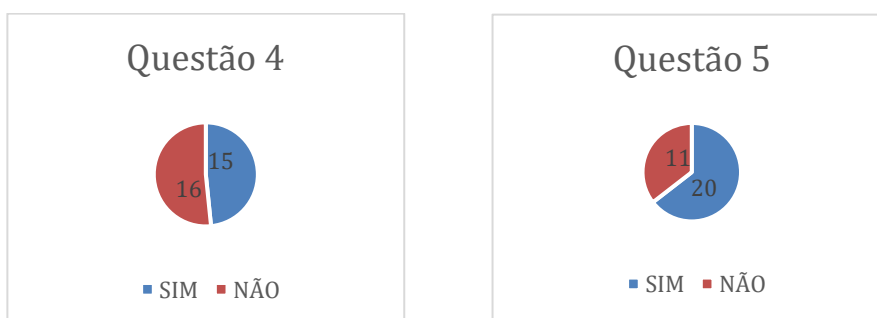 Questão 4
15
16
SIM NÃO
Questão 5
11
20
SIM NÃO